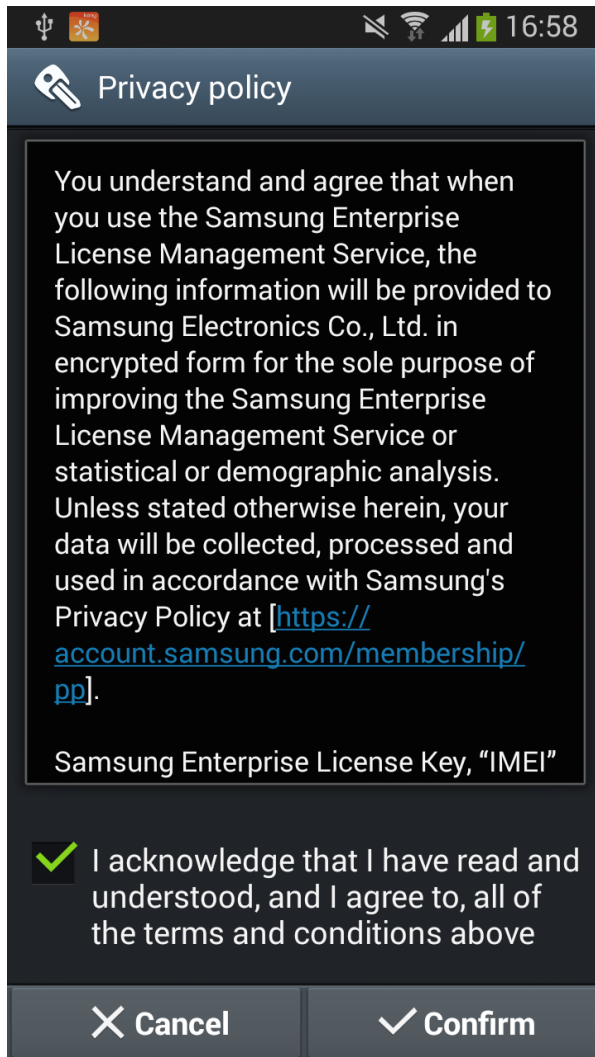 16:58
Privacy policy
You understand and agree that when
you use the Samsung Enterprise
License Management Service, the
following information will be provided to
Samsung Electronics Co., Ltd. in
encrypted form for the sole purpose of
improving the Samsung Enterprise
License Management Service or
statistical or demographic analysis.
Unless stated otherwise herein, your
data will be collected, processed and
used in accordance with Samsung's
Privacy Policy at [https://
account.samsung.com/membership/
pp].
Samsung Enterprise License Key, “IMEI”
I acknowledge that I have read and
understood, and I agree to, all of
the terms and conditions above
Cancel
Confirm